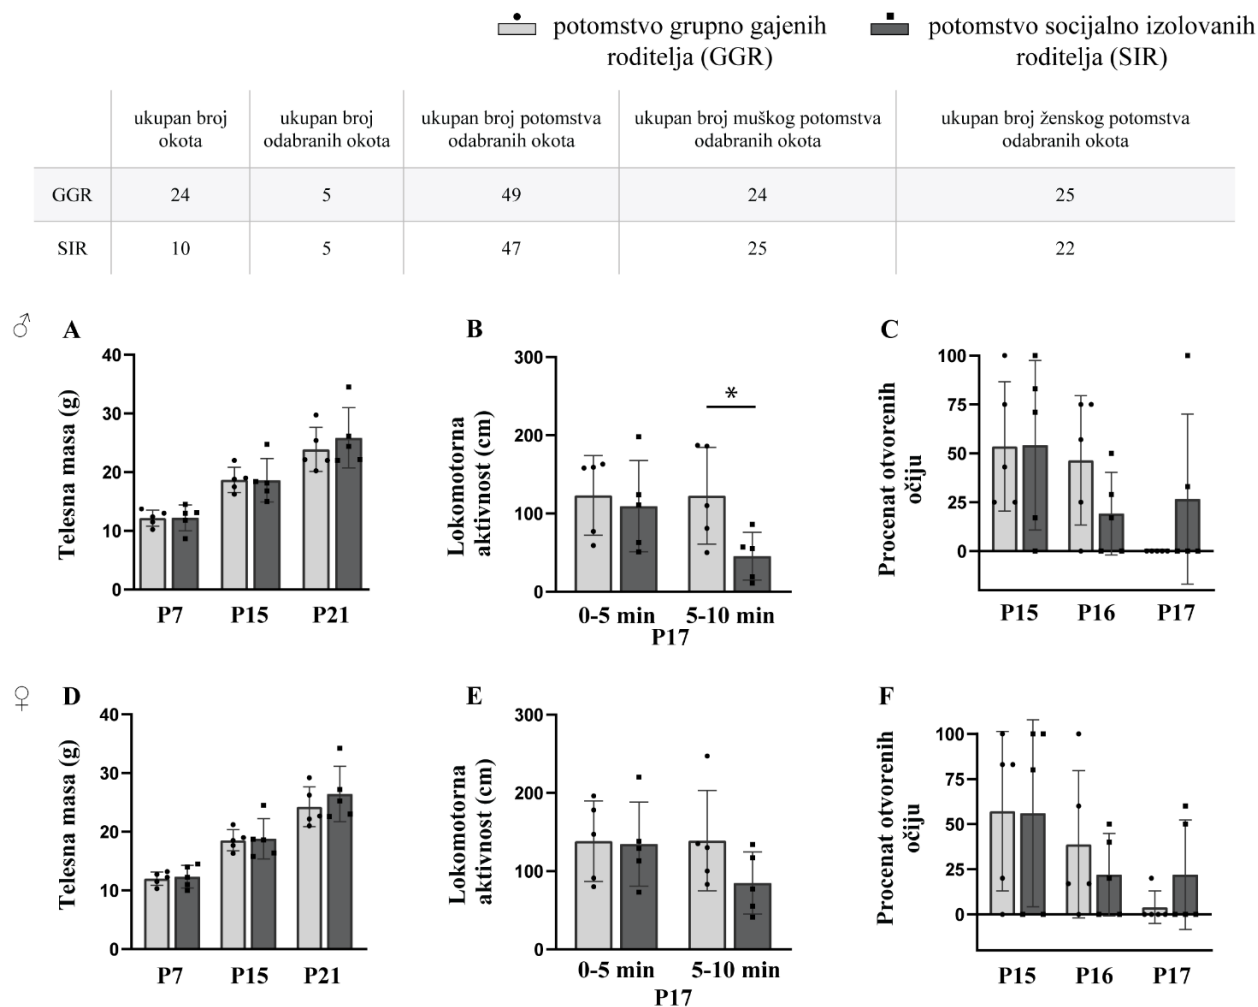 potomstvo grupno gajenih
roditelja (GGR)
potomstvo socijalno izolovanih
roditelja (SIR)
ukupan broj
okota
ukupan broj
odabranih okota
ukupan broj potomstva
odabranih okota
ukupan broj muškog potomstva
odabranih okota
ukupan broj ženskog potomstva
odabranih okota
GGR 24 5 49 24 25
SIR 10 5 47 25 22
♂ A
Telesna masa (g)
40
30
20
10
0
P7 P15 P21
B
Lokomotorna
aktivnost (cm)
300
200
100
0
*
0-5 min 5-10 min
P17
C
Procenat otvorenih
očiju
100
75
50
25
0
P15 P16 P17
♀ D
Telesna masa (g)
40
30
20
10
0
P7 P15 P21
E
Lokomotorna
aktivnost (cm)
300
200
100
0
0-5 min 5-10 min
P17
F
Procenat otvorenih
očiju
100
75
50
25
0
P15 P16 P17